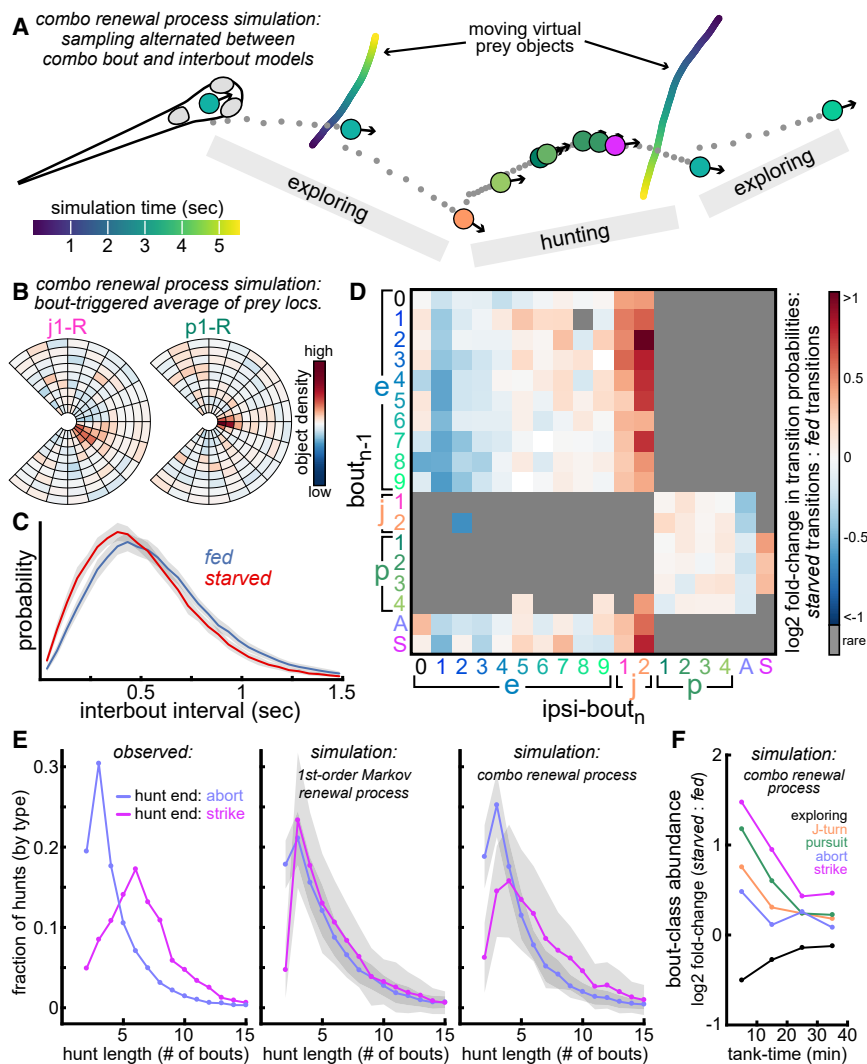 A
combo renewal process simulation:
sampling alternated between
combo bout and interbout models
moving virtual
prey objects
exploring
hunting
exploring
simulation time (sec)
1 2 3 4 5
B
combo renewal process simulation:
bout-triggered average of prey locs.
j1-R
p1-R
high
object density
low
C
probability
fed
starved
0.5 1 1.5
interbout interval (sec)
D
bout n-1
e
0
1
2
3
4
5
6
7
8
9
j
1
2
p
1
2
3
4
A
S
0 1 2 3 4 5 6 7 8 9 1 2 1 2 3 4 A S
e j p
ipsi-bout n
log2 fold-change in transition probabilities:
starved transitions : fed transitions
>1
0.5
0
-0.5
<-1
rare
E
fraction of hunts (by type)
0.3
0.2
0.1
0
observed:
hunt end: abort
hunt end: strike
5 10 15
hunt length (# of bouts)
simulation:
1st-order Markov
renewal process
5 10 15
hunt length (# of bouts)
simulation:
combo renewal process
5 10 15
hunt length (# of bouts)
F
simulation:
combo renewal
process
bout-class abundance
log2 fold-change (starved : fed)
2
1
0
-1
exploring
J-turn
pursuit
abort
strike
0 10 20 30 40
tank-time (min)